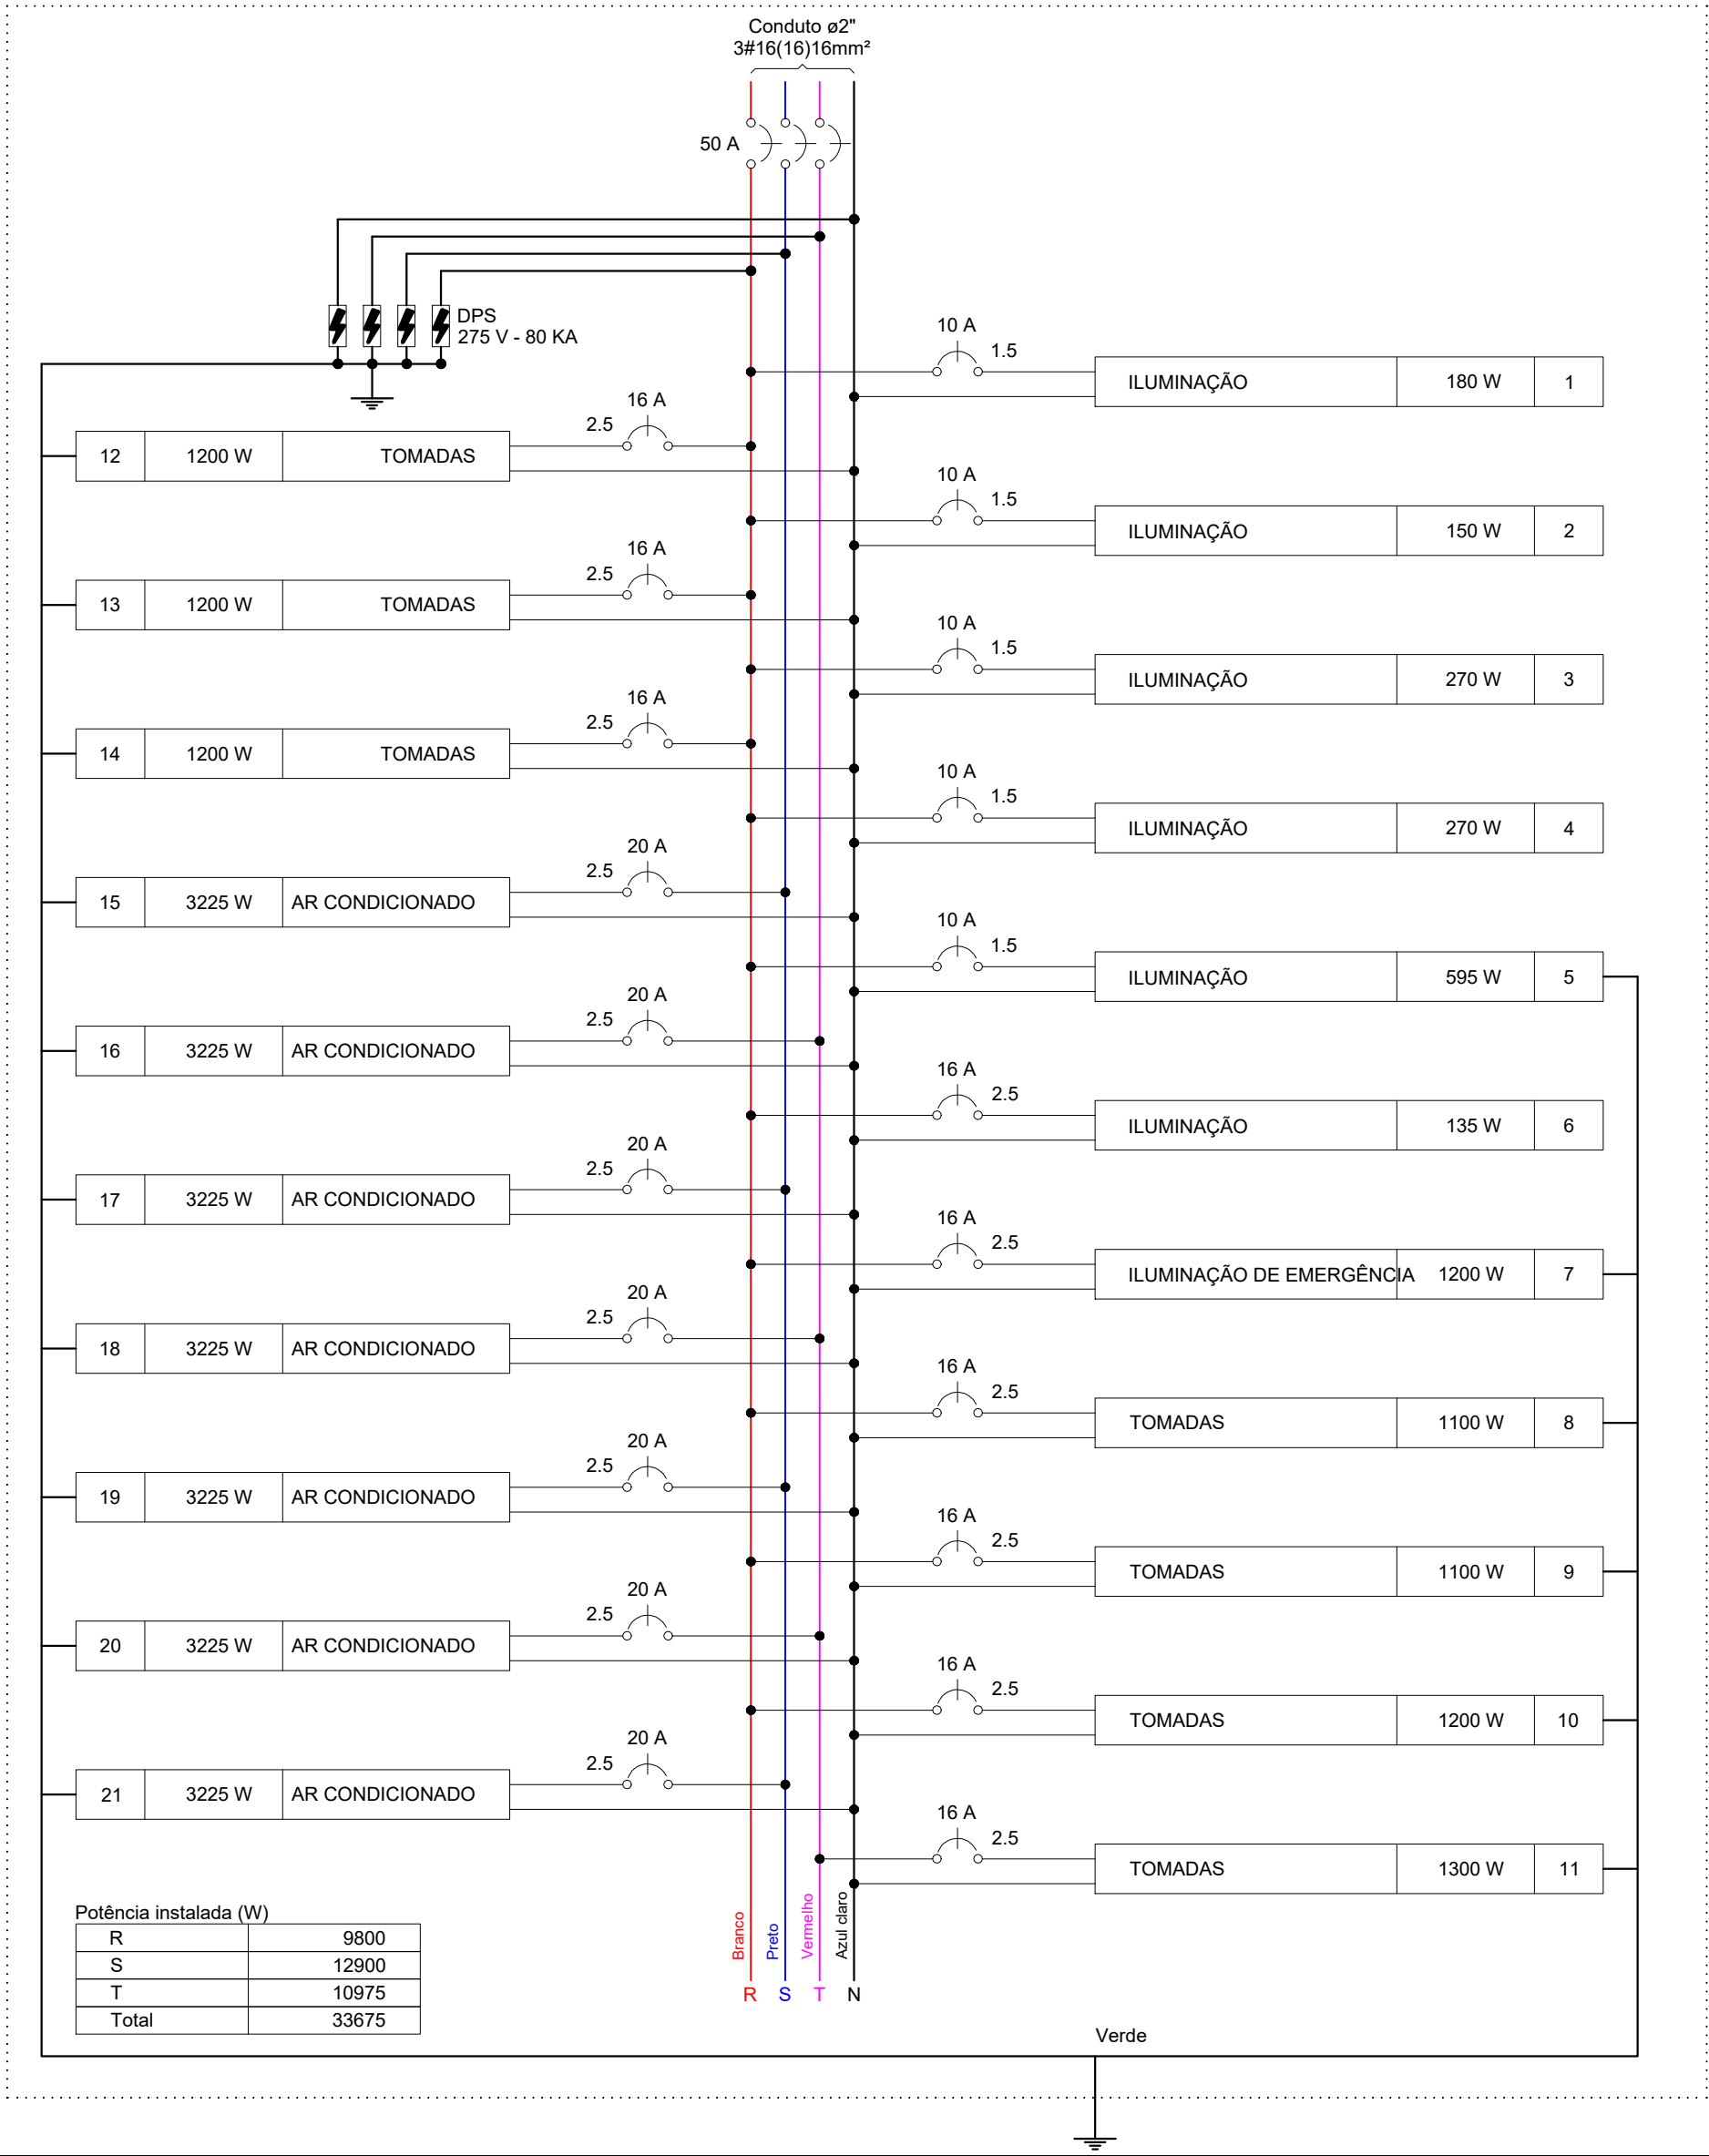 Conduto ø2"
3#16(16)16mm²
50 A
DPS
275 V - 80 KA
10 A
1.5
ILUMINAÇÃO 180 W 1
16 A
2.5
12 1200 W TOMADAS
10 A
1.5
ILUMINAÇÃO 150 W 2
16 A
2.5
13 1200 W TOMADAS
10 A
1.5
ILUMINAÇÃO 270 W 3
16 A
2.5
14 1200 W TOMADAS
10 A
1.5
ILUMINAÇÃO 270 W 4
20 A
2.5
15 3225 W AR CONDICIONADO
10 A
1.5
ILUMINAÇÃO 595 W 5
20 A
2.5
16 3225 W AR CONDICIONADO
16 A
2.5
ILUMINAÇÃO 135 W 6
20 A
2.5
17 3225 W AR CONDICIONADO
16 A
2.5
ILUMINAÇÃO DE EMERGÊNCIA 1200 W 7
20 A
2.5
18 3225 W AR CONDICIONADO
16 A
2.5
TOMADAS 1100 W 8
20 A
2.5
19 3225 W AR CONDICIONADO
16 A
2.5
TOMADAS 1100 W 9
20 A
2.5
20 3225 W AR CONDICIONADO
16 A
2.5
TOMADAS 1200 W 10
20 A
2.5
21 3225 W AR CONDICIONADO
16 A
2.5
TOMADAS 1300 W 11
Potência instalada (W)
R 9800
S 12900
T 10975
Total 33675
Branco
Preto
Vermelho
Azul claro
R S T N
Verde